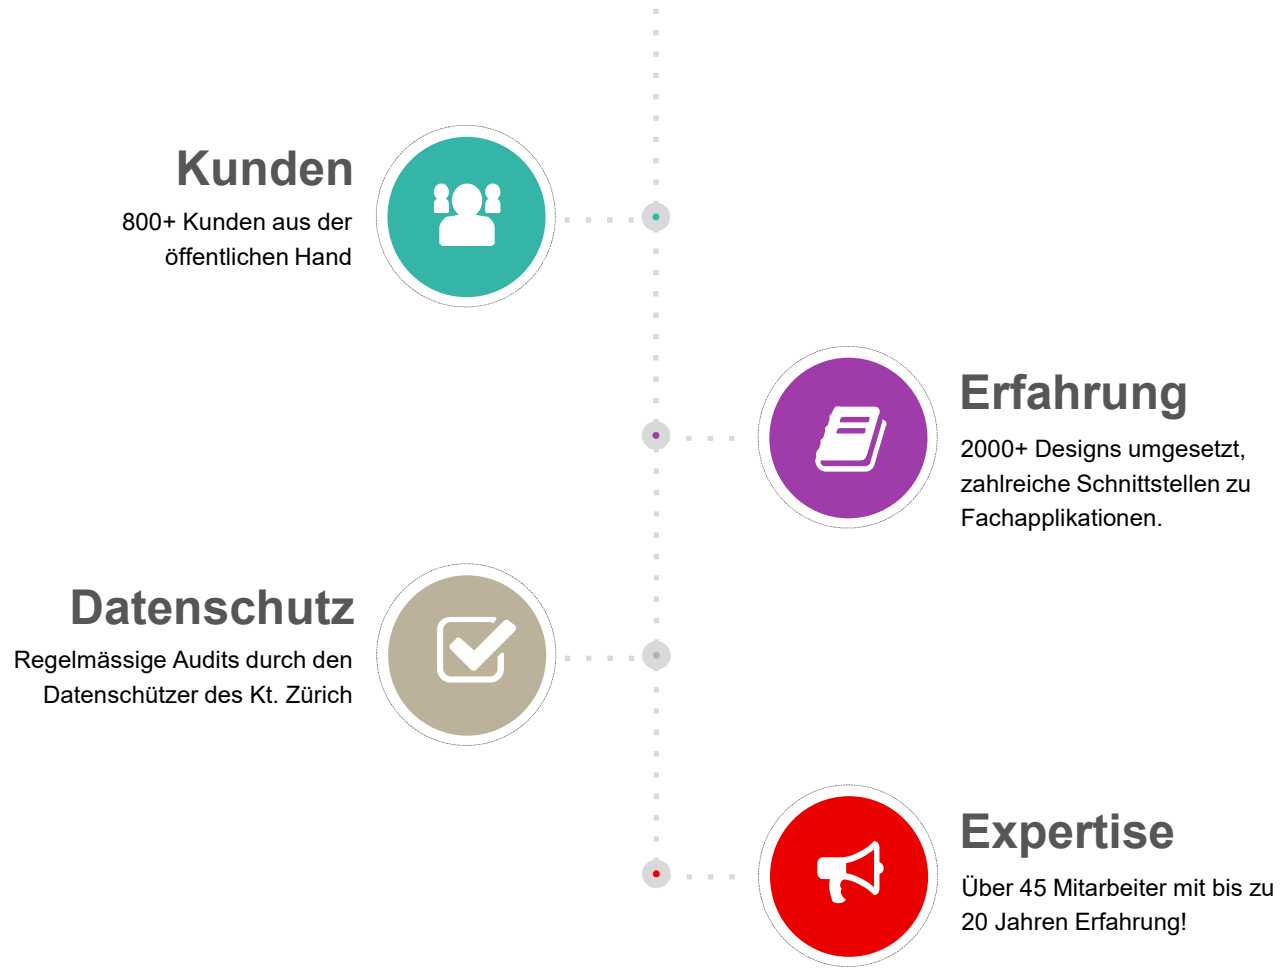 Kunden
800+ Kunden aus der
öffentlichen Hand
Erfahrung
2000+ Designs umgesetzt,
zahlreiche Schnittstellen zu
Fachapplikationen.
Datenschutz
Regelmässige Audits durch den
Datenschützer des Kt. Zürich
Expertise
Über 45 Mitarbeiter mit bis zu
20 Jahren Erfahrung!